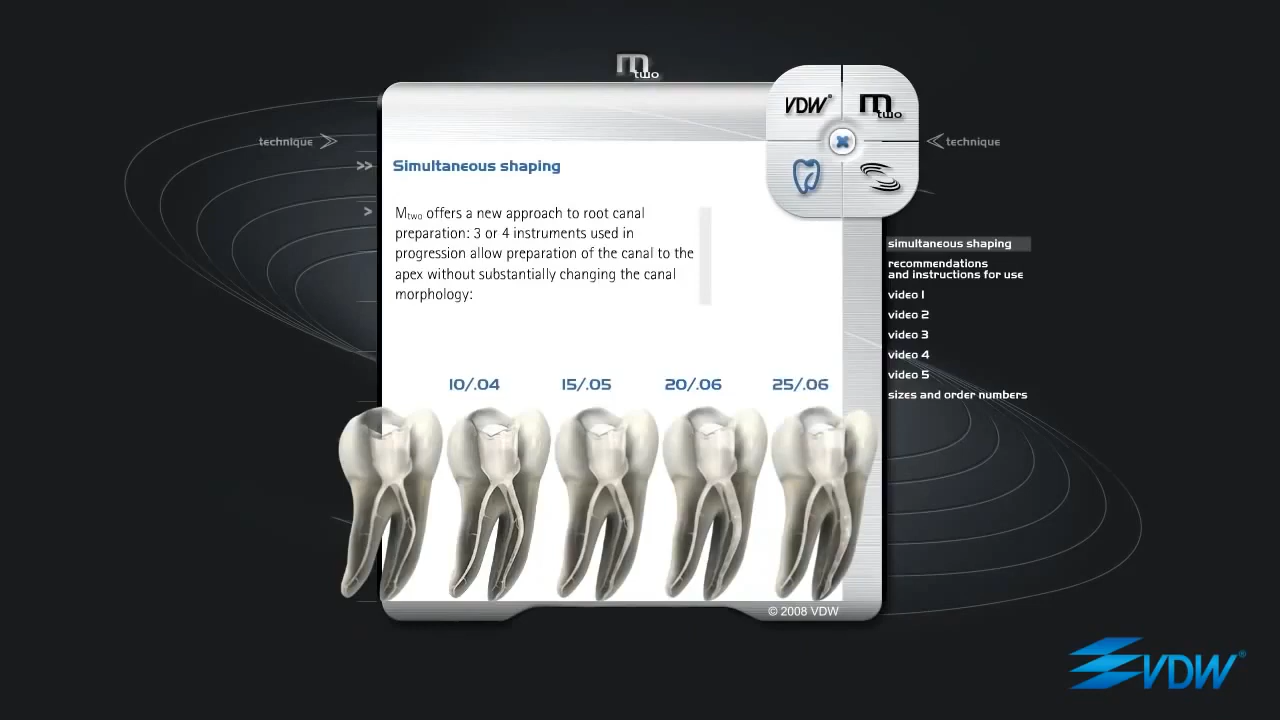 mtwo
VDW®
mtwo
technique
technique
Simultaneous shaping
Mtwo offers a new approach to root canal
preparation: 3 or 4 instruments used in
progression allow preparation of the canal to the
apex without substantially changing the canal
morphology:
simultaneous shaping
recommendations
and instructions for use
video 1
video 2
video 3
video 4
video 5
sizes and order numbers
10/.04 15/.05 20/.06 25/.06
© 2008 VDW
VDW®